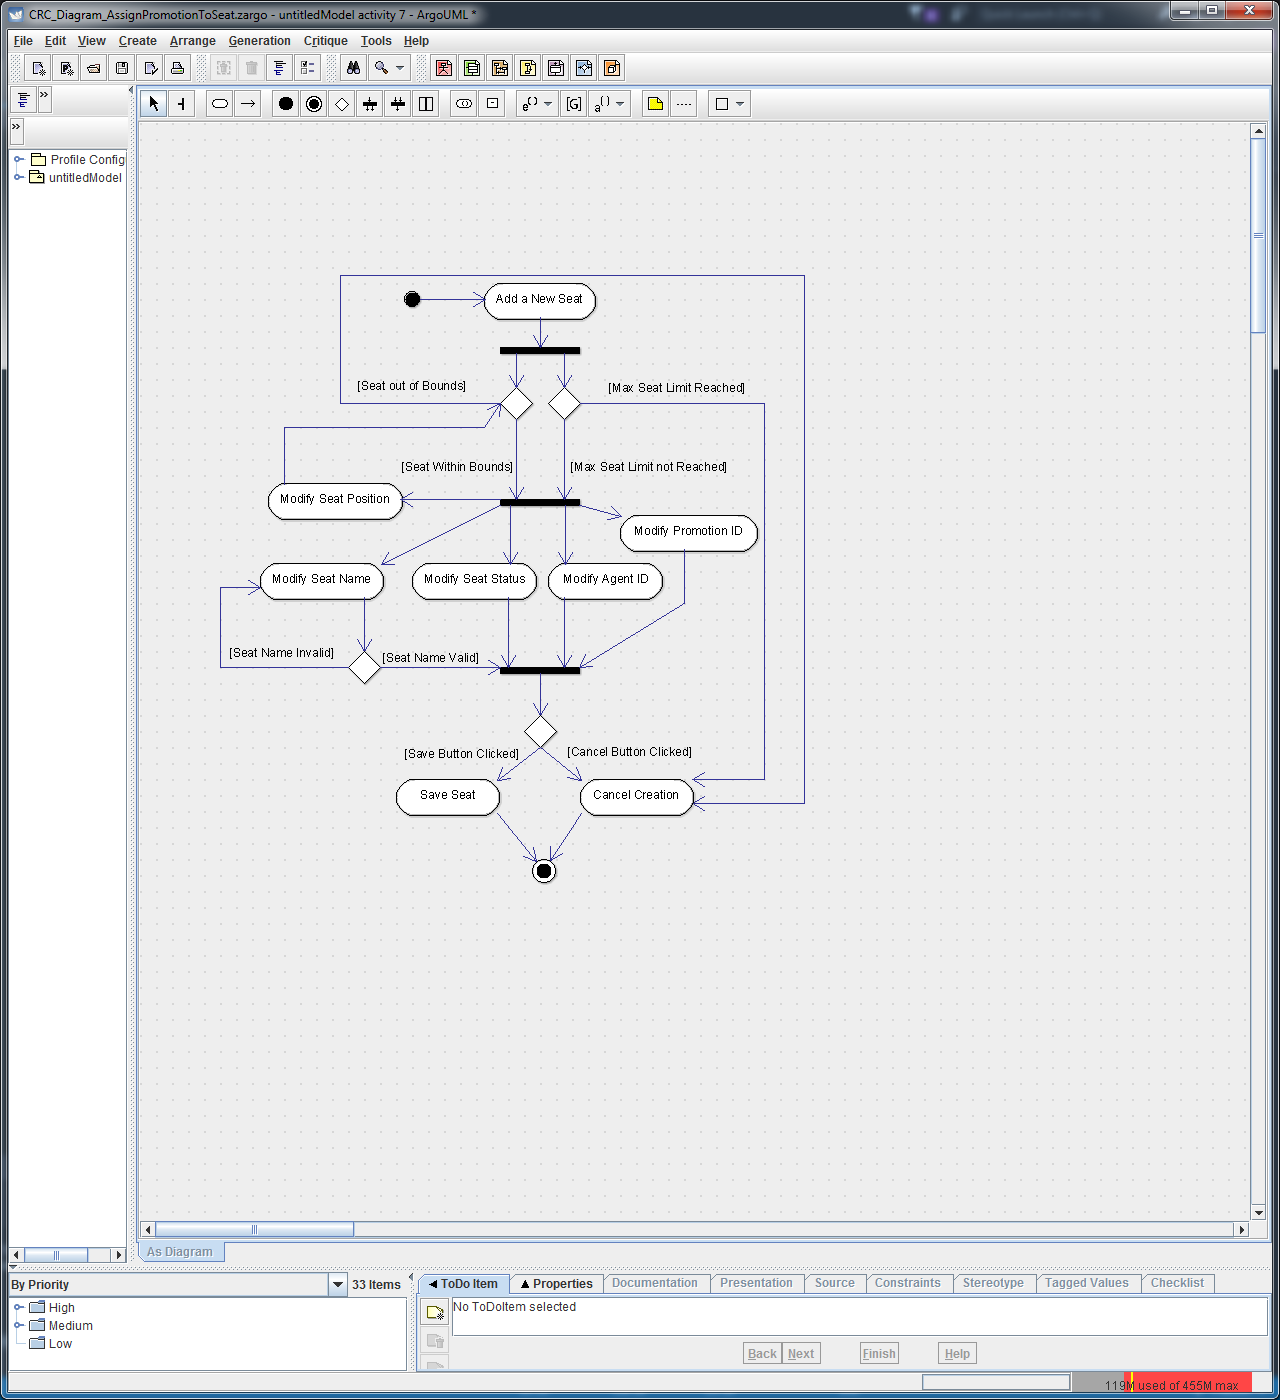 CRC_Diagram_AssignPromotionToSeat.zargo - untitledModel activity 7 - ArgoUML *
File Edit View Create Arrange Generation Critique Tools Help
Profile Config
untitledModel
Add a New Seat
[Seat out of Bounds]
[Max Seat Limit Reached]
[Seat Within Bounds]
[Max Seat Limit not Reached]
Modify Seat Position
Modify Promotion ID
Modify Seat Name
Modify Seat Status
Modify Agent ID
[Seat Name Invalid]
[Seat Name Valid]
[Save Button Clicked]
[Cancel Button Clicked]
Save Seat
Cancel Creation
As Diagram
By Priority
33 Items
ToDo Item Properties Documentation Presentation Source Constraints Stereotype Tagged Values Checklist
High
Medium
Low
No ToDoItem selected
Back Next Finish Help
119M used of 455M max